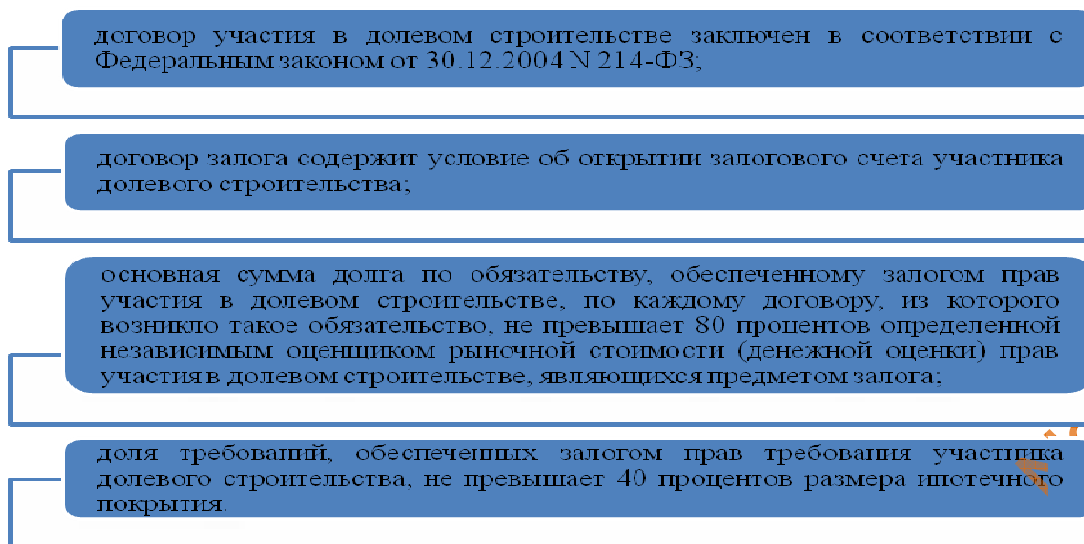 договор участия в долевом строительстве заключен в соответствии с
Федеральным законом от 30.12.2004 N 214-ФЗ;
договор залога содержит условие об открытии залогового счета участника
долевого строительства;
основная сумма долга по обязательству, обеспеченному залогом прав
участия в долевом строительстве, по каждому договору, из которого
возникло такое обязательство, не превышает 80 процентов определенной
независимым оценщиком рыночной стоимости (денежной оценки) прав
участия в долевом строительстве, являющихся предметом залога;
доля требований, обеспеченных залогом прав требования участника
долевого строительства, не превышает 40 процентов размера ипотечного
покрытия.